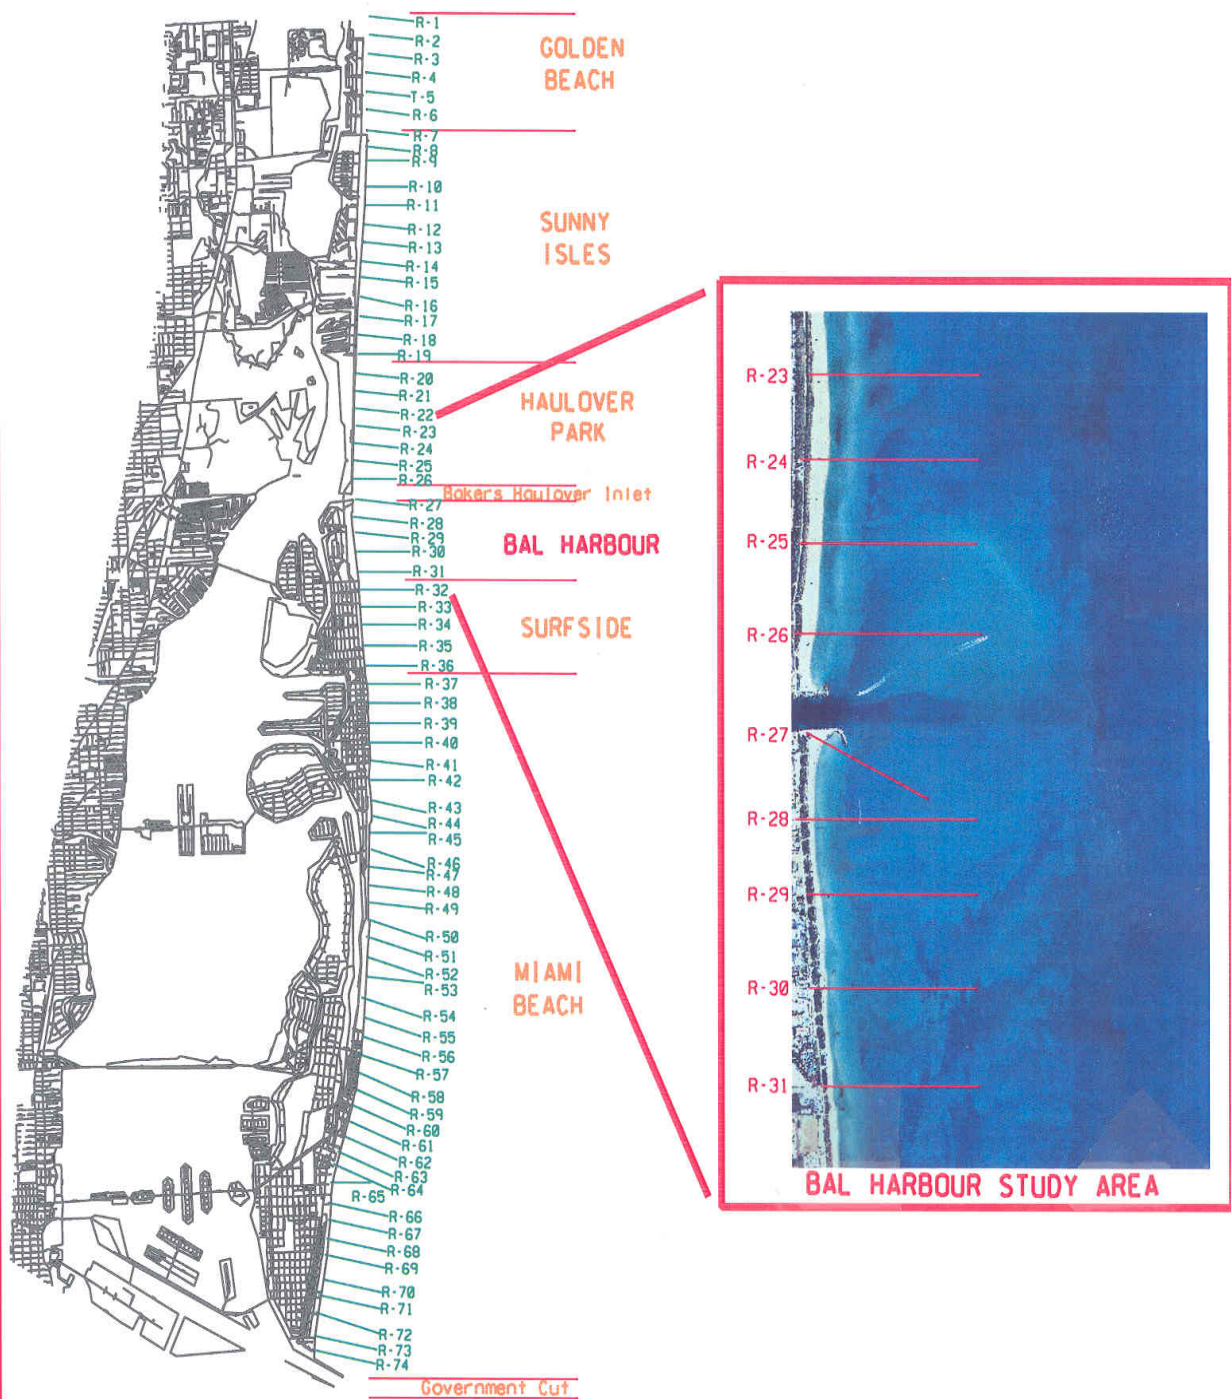 R-1
R-2
R-3
R-4
T-5
R-6
R-7
R-8
R-9
R-10
R-11
R-12
R-13
R-14
R-15
R-16
R-17
R-18
R-19
R-20
R-21
R-22
R-23
R-24
R-25
R-26
R-27
R-28
R-29
R-30
R-31
R-32
R-33
R-34
R-35
R-36
R-37
R-38
R-39
R-40
R-41
R-42
R-43
R-44
R-45
R-46
R-47
R-48
R-49
R-50
R-51
R-52
R-53
R-54
R-55
R-56
R-57
R-58
R-59
R-60
R-61
R-62
R-63
R-64
R-65
R-66
R-67
R-68
R-69
R-70
R-71
R-72
R-73
R-74
GOLDEN
BEACH
SUNNY
ISLES
HAULOVER
PARK
Bakers Haulover Inlet
BAL HARBOUR
SURFSIDE
MIAMI
BEACH
Government Cut
R-23
R-24
R-25
R-26
R-27
R-28
R-29
R-30
R-31
BAL HARBOUR STUDY AREA